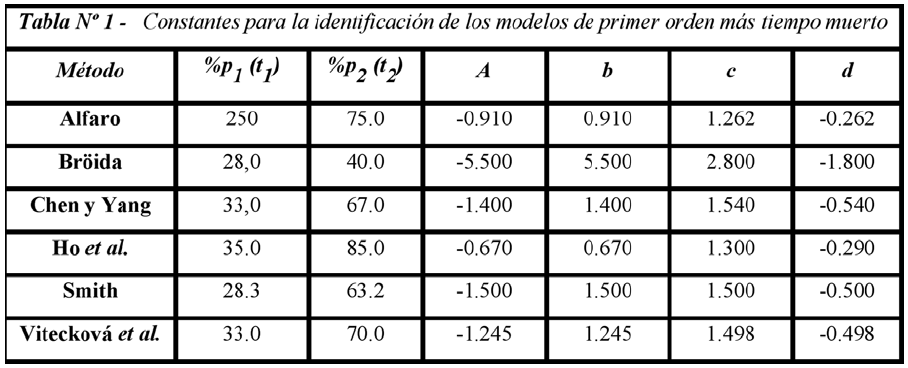 Tabla Nº 1 - Constantes para la identificación de los modelos de primer orden más tiempo muerto
Método %p1 (t1) %p2 (t2) A b c d
Alfaro 250 75.0 -0.910 0.910 1.262 -0.262
Bröida 28,0 40.0 -5.500 5.500 2.800 -1.800
Chen y Yang 33,0 67.0 -1.400 1.400 1.540 -0.540
Ho et al. 35.0 85.0 -0.670 0.670 1.300 -0.290
Smith 28.3 63.2 -1.500 1.500 1.500 -0.500
Vitecková et al. 33.0 70.0 -1.245 1.245 1.498 -0.498